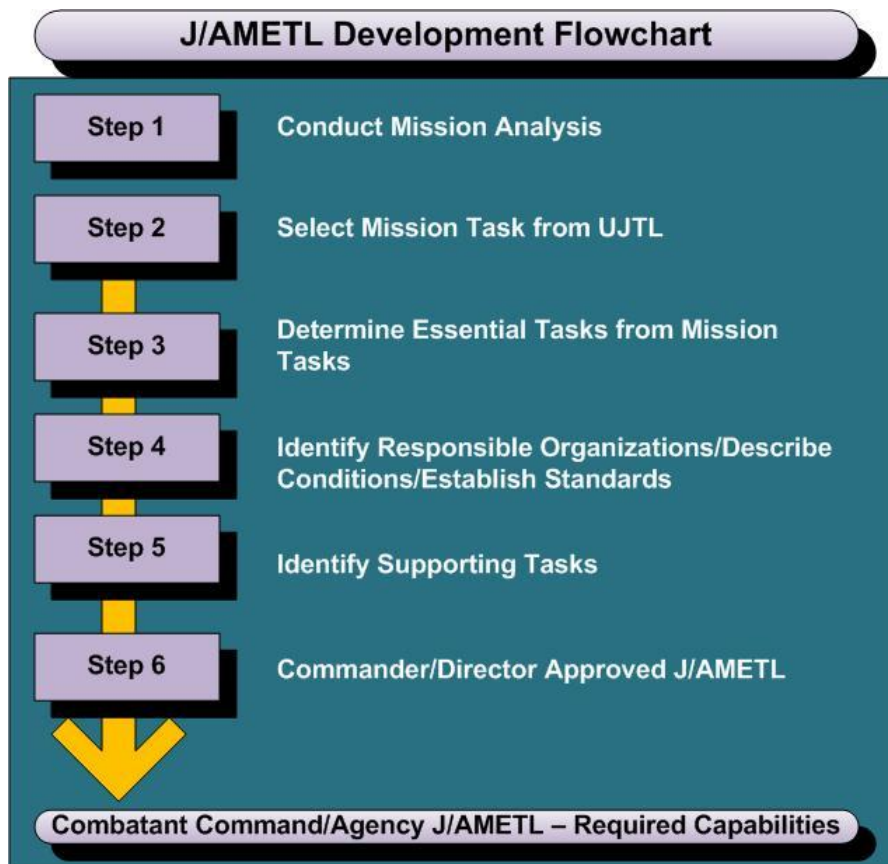 J/AMETL Development Flowchart
Step 1
Conduct Mission Analysis
Step 2
Select Mission Task from UJTL
Step 3
Determine Essential Tasks from Mission
Tasks
Step 4
Identify Responsible Organizations/Describe
Conditions/Establish Standards
Step 5
Identify Supporting Tasks
Step 6
Commander/Director Approved J/AMETL
Combatant Command/Agency J/AMETL – Required Capabilities